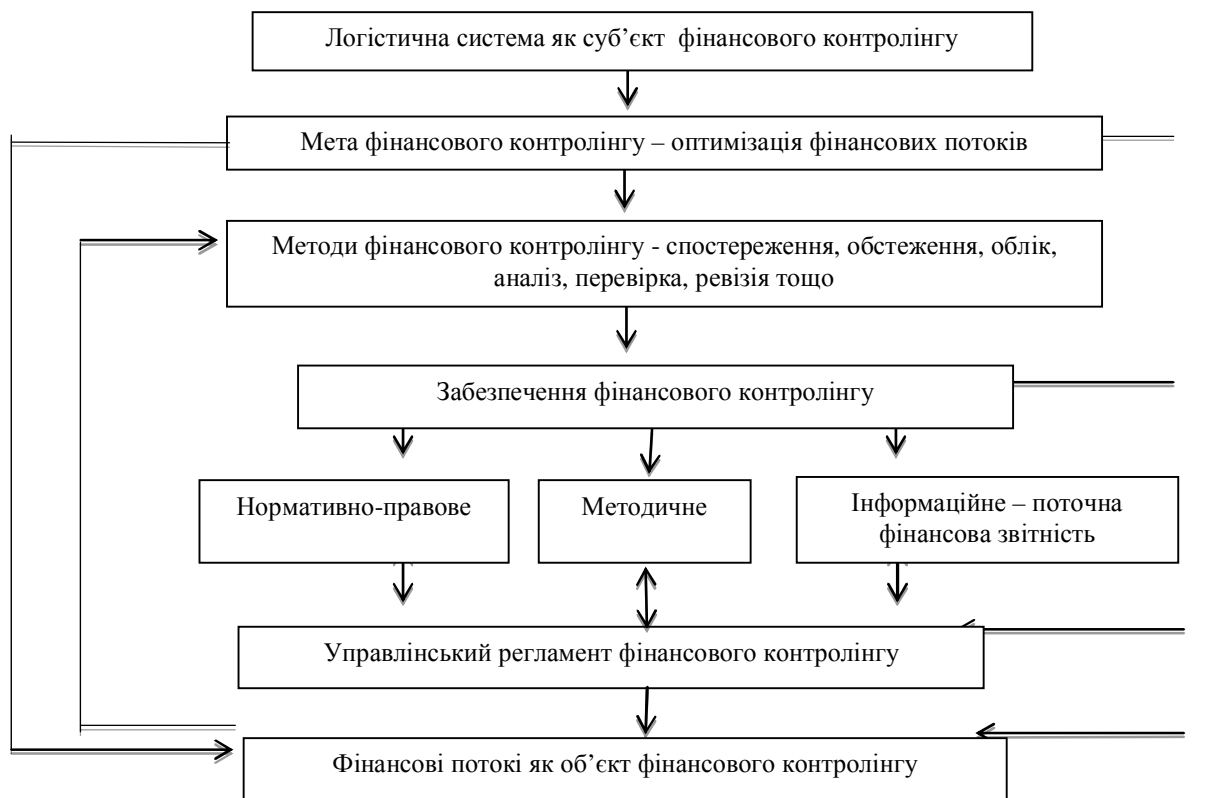 Логістична система як суб’єкт фінансового контролінгу
Мета фінансового контролінгу – оптимізація фінансових потоків
Методи фінансового контролінгу - спостереження, обстеження, облік,
аналіз, перевірка, ревізія тощо
Забезпечення фінансового контролінгу
Нормативно-правове
Методичне
Інформаційне – поточна
фінансова звітність
Управлінський регламент фінансового контролінгу
Фінансові потокі як об’єкт фінансового контролінгу